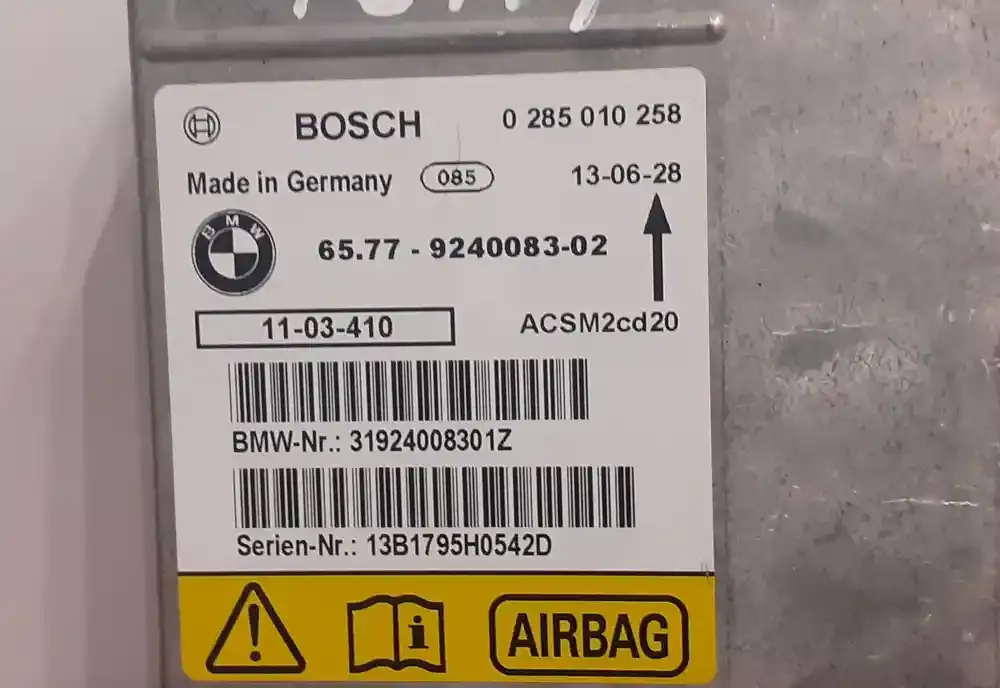 BOSCH 0 285 010 258
Made in Germany 085 13-06-28
BMW
65.77 - 9240083-02
11-03-410 ACSM2cd20
BMW-Nr.: 31924008301Z
Serien-Nr.: 13B1795H0542D
AIRBAG